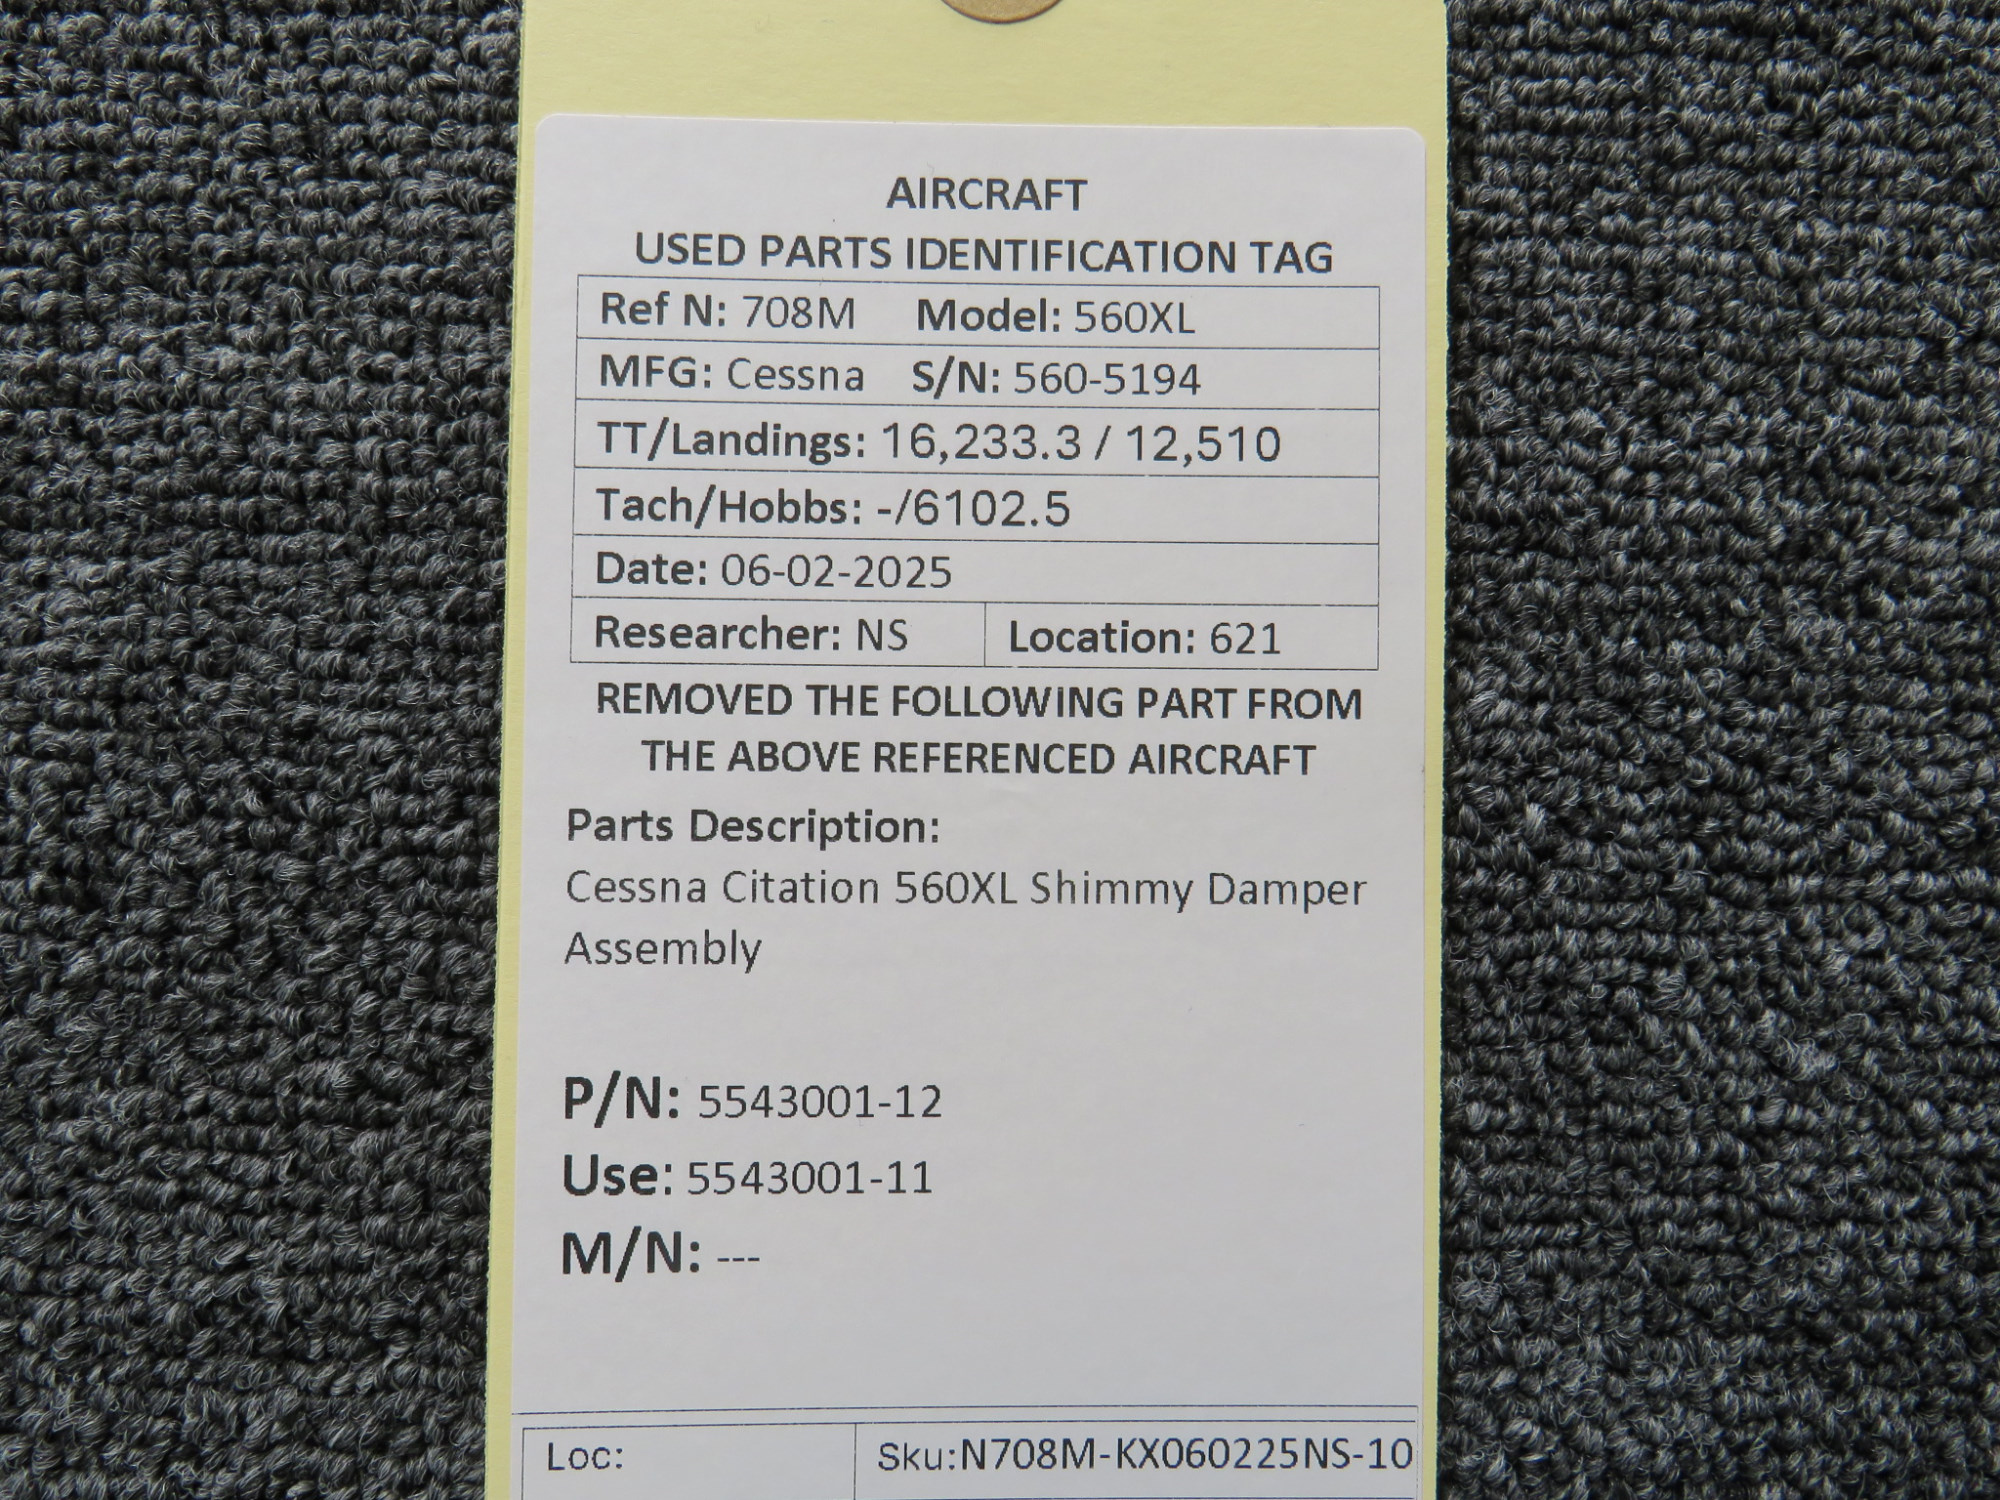 AIRCRAFT
USED PARTS IDENTIFICATION TAG
Ref N: 708M Model: 560XL
MFG: Cessna S/N: 560-5194
TT/Landings: 16,233.3 / 12,510
Tach/Hobbs: -/6102.5
Date: 06-02-2025
Researcher: NS Location: 621
REMOVED THE FOLLOWING PART FROM
THE ABOVE REFERENCED AIRCRAFT
Parts Description:
Cessna Citation 560XL Shimmy Damper
Assembly
P/N: 5543001-12
Use: 5543001-11
M/N: ---
Loc: Sku:N708M-KX060225NS-10